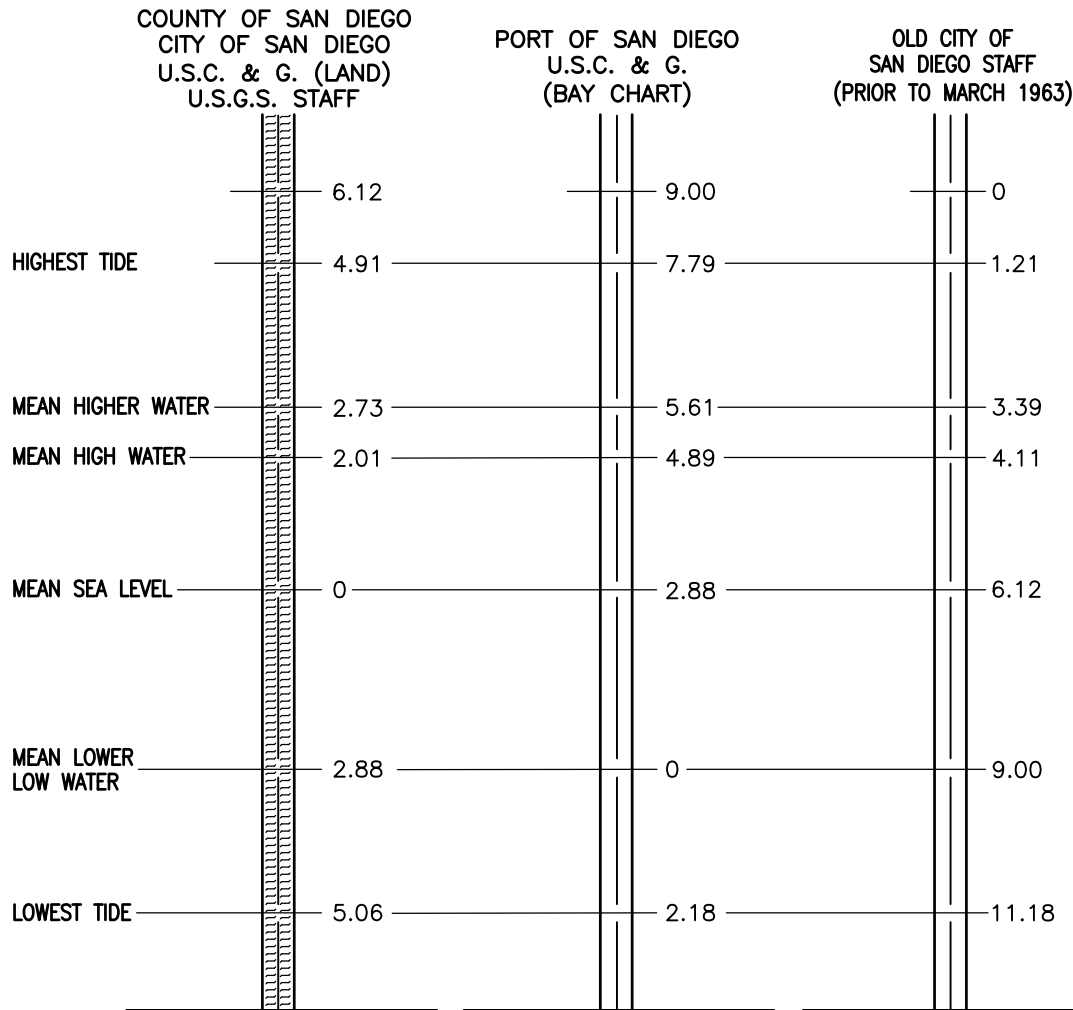 COUNTY OF SAN DIEGO
CITY OF SAN DIEGO
U.S.C. & G. (LAND)
U.S.G.S. STAFF
PORT OF SAN DIEGO
U.S.C. & G.
(BAY CHART)
OLD CITY OF
SAN DIEGO STAFF
(PRIOR TO MARCH 1963)
6.12 9.00 0
HIGHEST TIDE 4.91 7.79 1.21
MEAN HIGHER WATER 2.73 5.61 3.39
MEAN HIGH WATER 2.01 4.89 4.11
MEAN SEA LEVEL 0 2.88 6.12
MEAN LOWER
LOW WATER 2.88 0 9.00
LOWEST TIDE 5.06 2.18 11.18